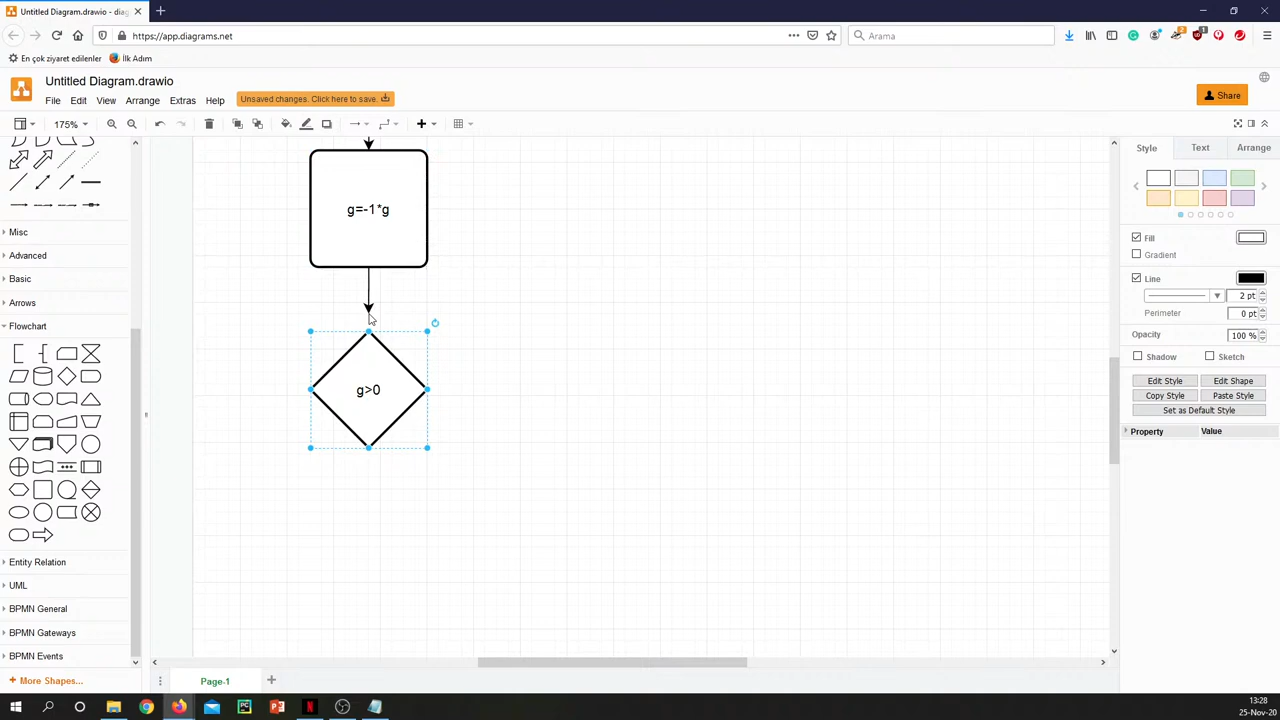 Untitled Diagram.drawio - diag
https://app.diagrams.net
Arama
En çok ziyaret edilenler
İlk Adım
Untitled Diagram.drawio
File Edit View Arrange Extras Help
Unsaved changes. Click here to save.
Share
175%
Style Text Arrange
Fill
Gradient
Line
2 pt
Perimeter
0 pt
Opacity
100 %
Shadow
Sketch
Edit Style
Edit Shape
Copy Style
Paste Style
Set as Default Style
Property
Value
Misc
Advanced
Basic
Arrows
Flowchart
Entity Relation
UML
BPMN General
BPMN Gateways
BPMN Events
+ More Shapes...
g=-1*g
g>0
Page-1
13:28
25-Nov-20